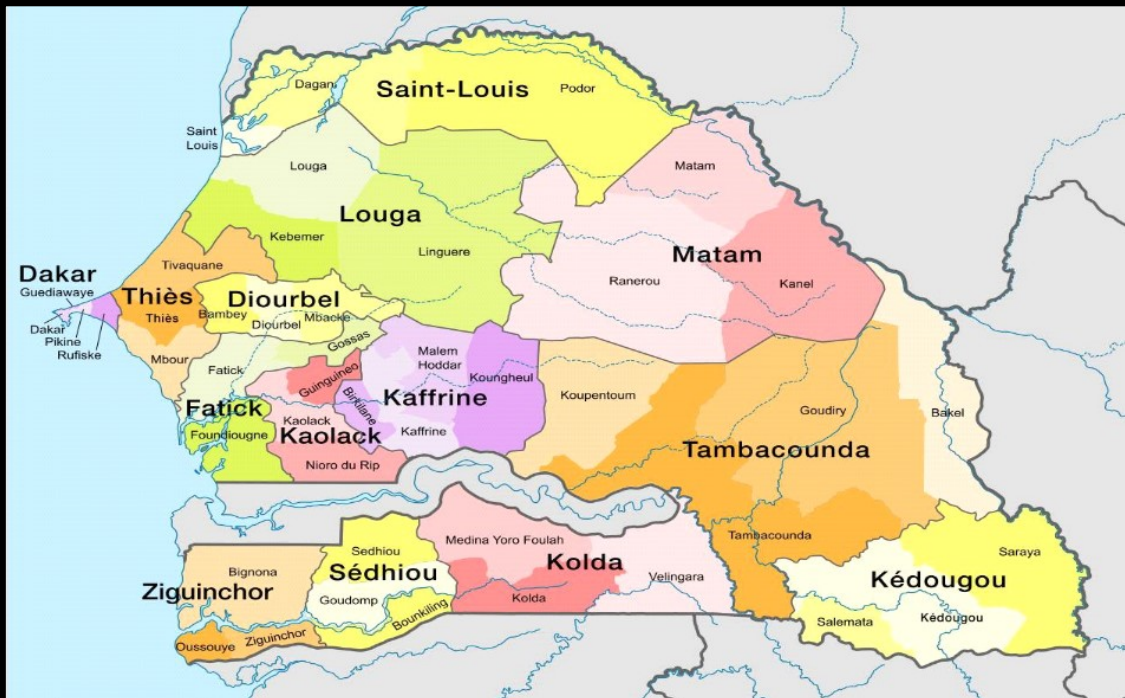 Saint-Louis
Dagan
Podor
Saint
Louis
Louga
Matam
Louga
Kebemer
Linguere
Matam
Ranerou
Kanel
Tivaquane
Dakar
Guediawaye
Thiès
Thiès
Diourbel
Bambey
Diourbel
Mbacke
Dakar
Pikine
Rufiske
Mbour
Gossas
Fatick
Guinguineo
Malem
Hoddar
Koungheul
Koupentoum
Goudiry
Bakel
Kaffrine
Birkilane
Kaffrine
Fatick
Foundiougne
Kaolack
Kaolack
Nioro du Rip
Tambacounda
Tambacounda
Medina Yoro Foulah
Kolda
Kolda
Velingara
Saraya
Sedhiou
Sédhiou
Goudomp
Bounkiling
Bignona
Ziguinchor
Oussouye
Ziguinchor
Kédougou
Salemata
Kédougou